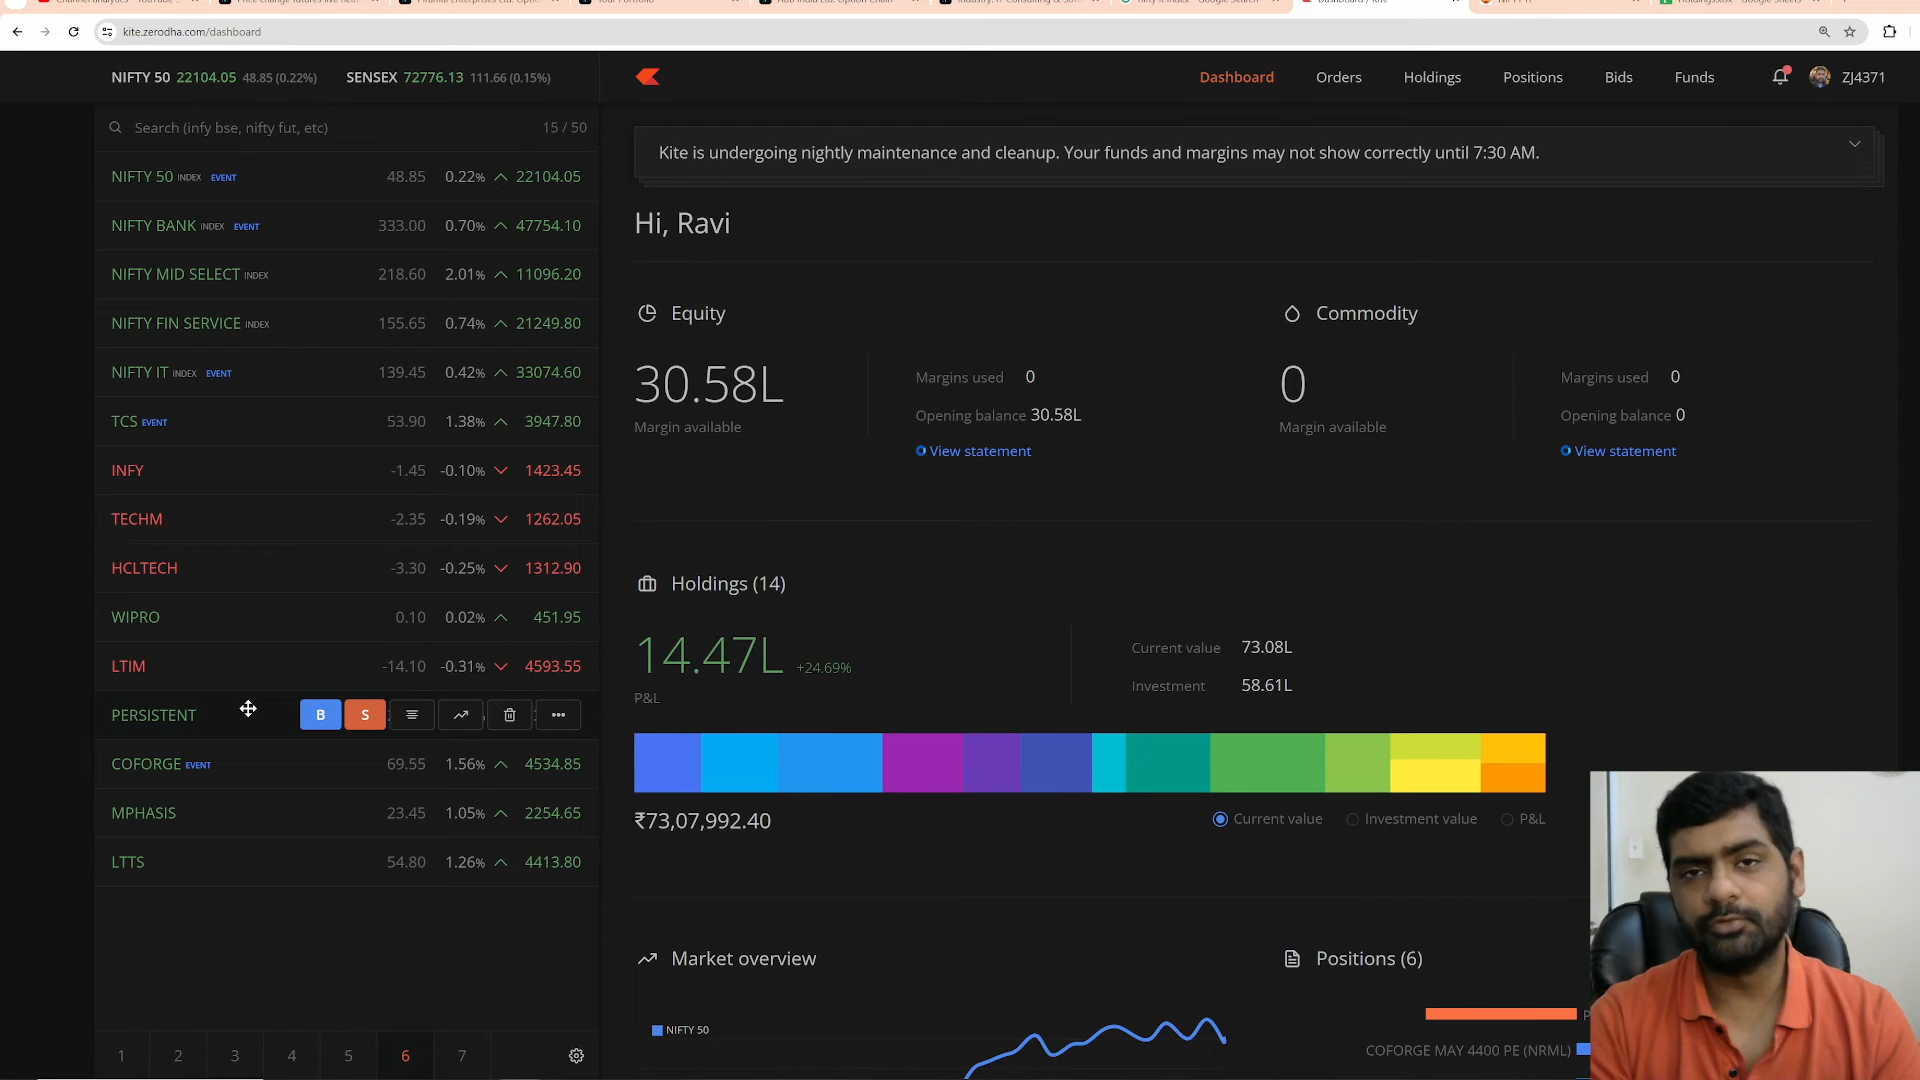 kite.zerodha.com/dashboard
NIFTY 50 22104.05 48.85 (0.22%) SENSEX 72776.13 111.66 (0.15%)
Dashboard Orders Holdings Positions Bids Funds ZJ4371
Search (infy bse, nifty fut, etc) 15 / 50
NIFTY 50 INDEX EVENT 48.85 0.22% 22104.05
NIFTY BANK INDEX EVENT 333.00 0.70% 47754.10
NIFTY MID SELECT INDEX 218.60 2.01% 11096.20
NIFTY FIN SERVICE INDEX 155.65 0.74% 21249.80
NIFTY IT INDEX EVENT 139.45 0.42% 33074.60
TCS EVENT 53.90 1.38% 3947.80
INFY -1.45 -0.10% 1423.45
TECHM -2.35 -0.19% 1262.05
HCLTECH -3.30 -0.25% 1312.90
WIPRO 0.10 0.02% 451.95
LTIM -14.10 -0.31% 4593.55
PERSISTENT B S
COFORGE EVENT 69.55 1.56% 4534.85
MPHASIS 23.45 1.05% 2254.65
LTTS 54.80 1.26% 4413.80
1 2 3 4 5 6 7
Kite is undergoing nightly maintenance and cleanup. Your funds and margins may not show correctly until 7:30 AM.
Hi, Ravi
Equity
30.58L
Margin available
Margins used 0
Opening balance 30.58L
View statement
Commodity
0
Margin available
Margins used 0
Opening balance 0
View statement
Holdings (14)
14.47L +24.69%
P&L
Current value 73.08L
Investment 58.61L
₹73,07,992.40
Current value Investment value P&L
Market overview
NIFTY 50
Positions (6)
COFORGE MAY 4400 PE (NRML)